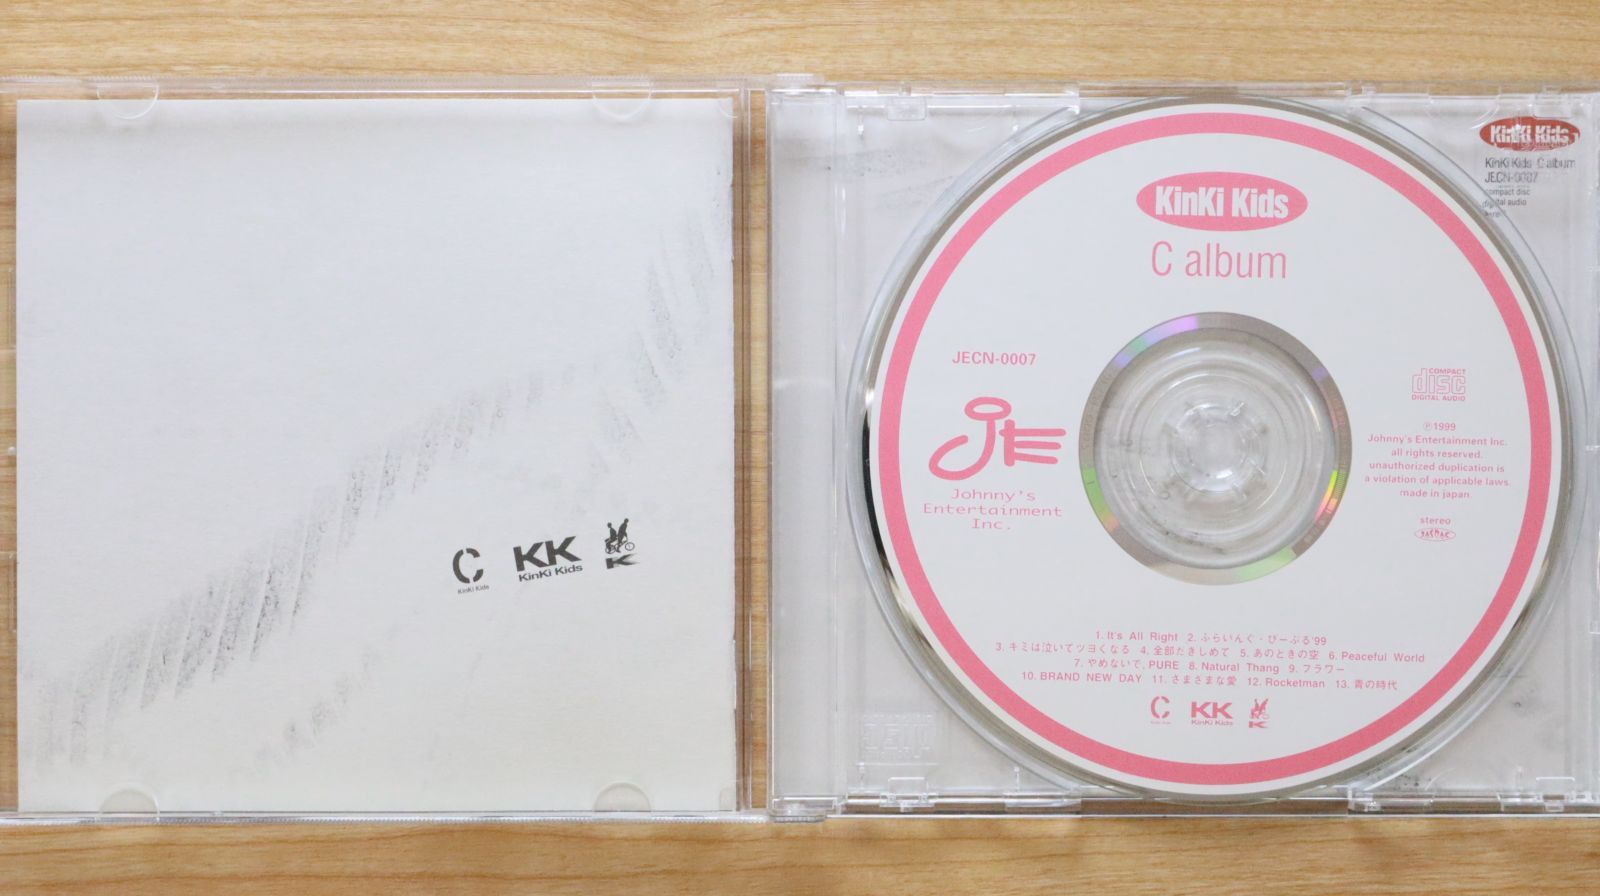 C
KinKi Kids
KK
KinKi Kids
K
KinKi Kids
C album
JECN-0007
JE
Johnny's
Entertainment
Inc.
COMPACT
disc
DIGITAL AUDIO
℗1999
Johnny's Entertainment Inc.
all rights reserved.
unauthorized duplication is
a violation of applicable laws.
made in japan.
stereo
1. It's All Right 2. ふらいんぐ・ぴーぷる'99
3. キミは泣いてツヨくなる 4. 全部だきしめて 5. あのときの空 6. Peaceful World
7. やめないで, PURE 8. Natural Thang 9. フラワー
10. BRAND NEW DAY 11. さまざまな愛 12. Rocketman 13. 青の時代
C
KK
KinKi Kids
K
KinKi Kids
KinKi Kids C album
JECN-0007
compact disc
digital audio